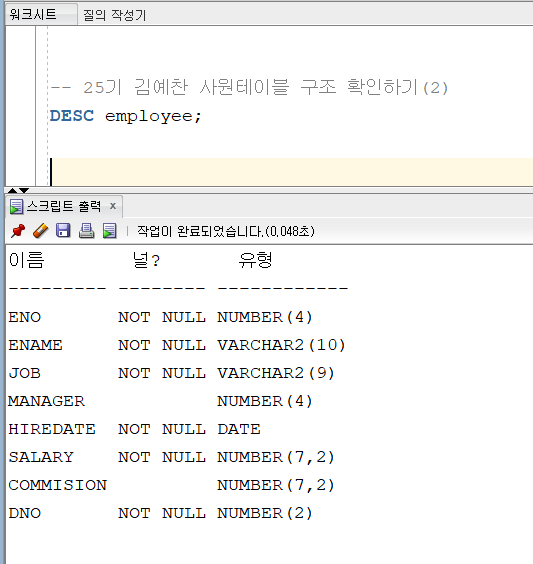 워크시트 질의 작성기
-- 25기 김예찬 사원테이블 구조 확인하기(2)
DESC employee;
스크립트 출력 x
작업이 완료되었습니다.(0,048초)
이름 널? 유형
--------- -------- ------------
ENO NOT NULL NUMBER(4)
ENAME NOT NULL VARCHAR2(10)
JOB NOT NULL VARCHAR2(9)
MANAGER NUMBER(4)
HIREDATE NOT NULL DATE
SALARY NOT NULL NUMBER(7,2)
COMMISION NUMBER(7,2)
DNO NOT NULL NUMBER(2)